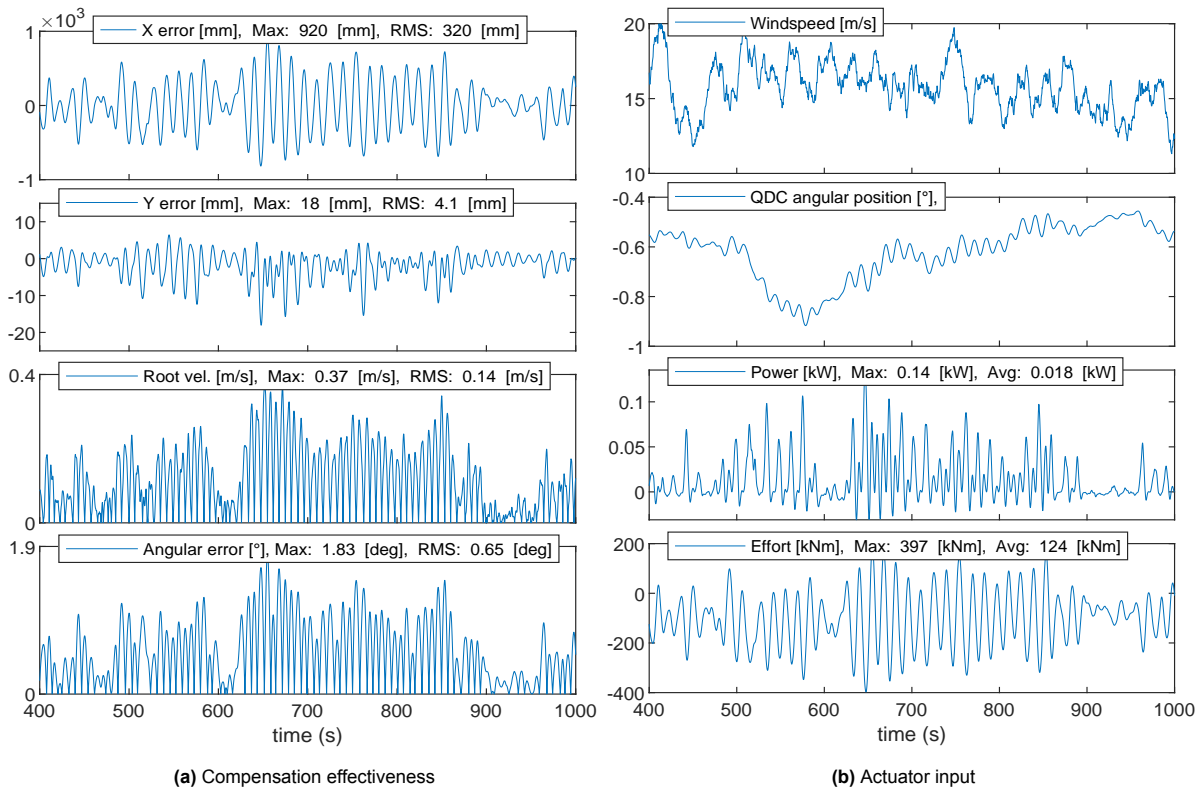 ×10³
X error [mm], Max: 920 [mm], RMS: 320 [mm]
1
0
-1
Y error [mm], Max: 18 [mm], RMS: 4.1 [mm]
10
0
-10
-20
Root vel. [m/s], Max: 0.37 [m/s], RMS: 0.14 [m/s]
0.4
0
Angular error [°], Max: 1.83 [deg], RMS: 0.65 [deg]
1.9
0
400 500 600 700 800 900 1000
time (s)
(a) Compensation effectiveness
Windspeed [m/s]
20
15
10
QDC angular position [°],
-0.4
-0.6
-0.8
-1
Power [kW], Max: 0.14 [kW], Avg: 0.018 [kW]
0.1
0.05
0
Effort [kNm], Max: 397 [kNm], Avg: 124 [kNm]
200
0
-200
-400
400 500 600 700 800 900 1000
time (s)
(b) Actuator input